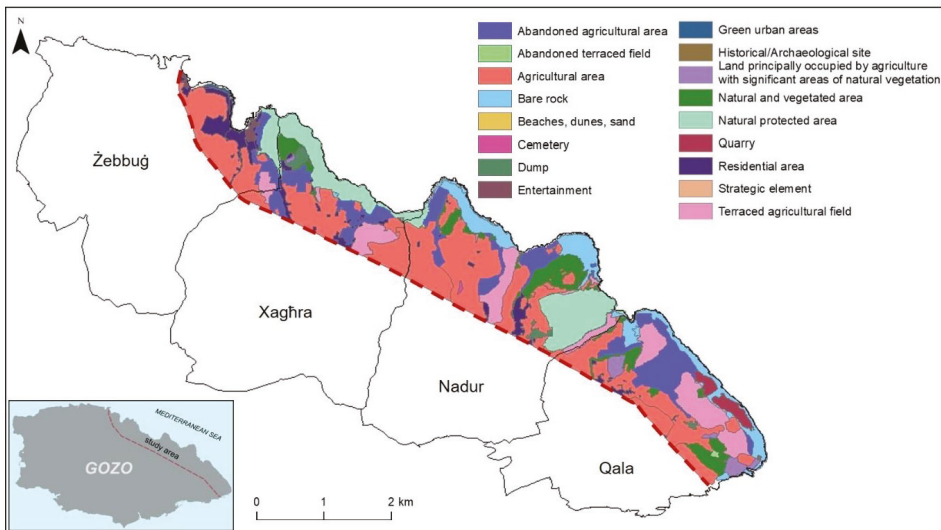 N
Żebbuġ
Xagħra
Nadur
Qala
Abandoned agricultural area
Abandoned terraced field
Agricultural area
Bare rock
Beaches, dunes, sand
Cemetery
Dump
Entertainment
Green urban areas
Historical/Archaeological site
Land principally occupied by agriculture
with significant areas of natural vegetation
Natural and vegetated area
Natural protected area
Quarry
Residential area
Strategic element
Terraced agricultural field
MEDITERRANEAN SEA
study area
GOZO
0 1 2 km